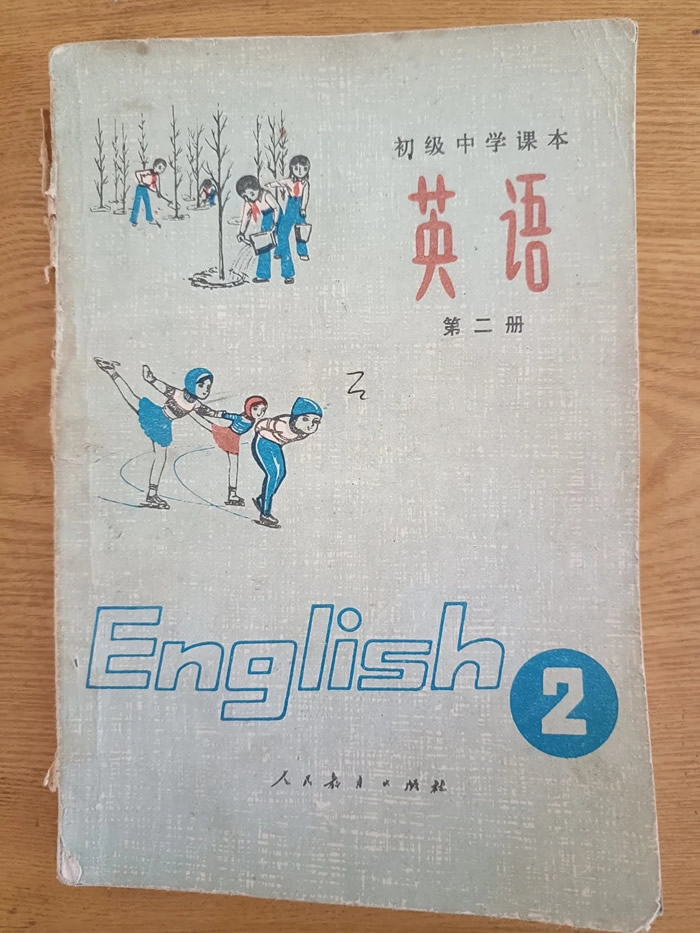 初级中学课本
英语
第二册
English 2
人民教育出版社